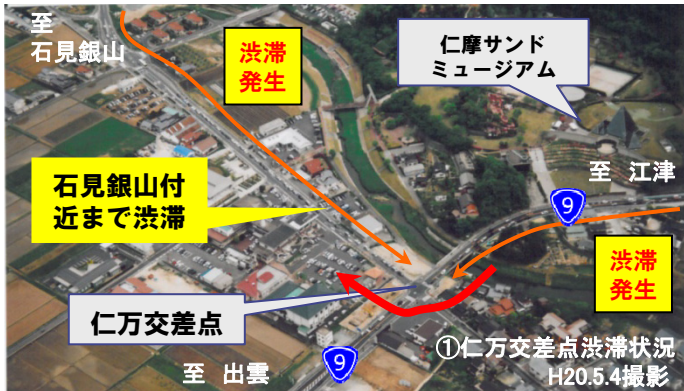 至
石見銀山
渋滞
発生
仁摩サンド
ミュージアム
石見銀山付
近まで渋滞
至 江津
9
渋滞
発生
仁万交差点
至 出雲
9
①仁万交差点渋滞状況
H20.5.4撮影